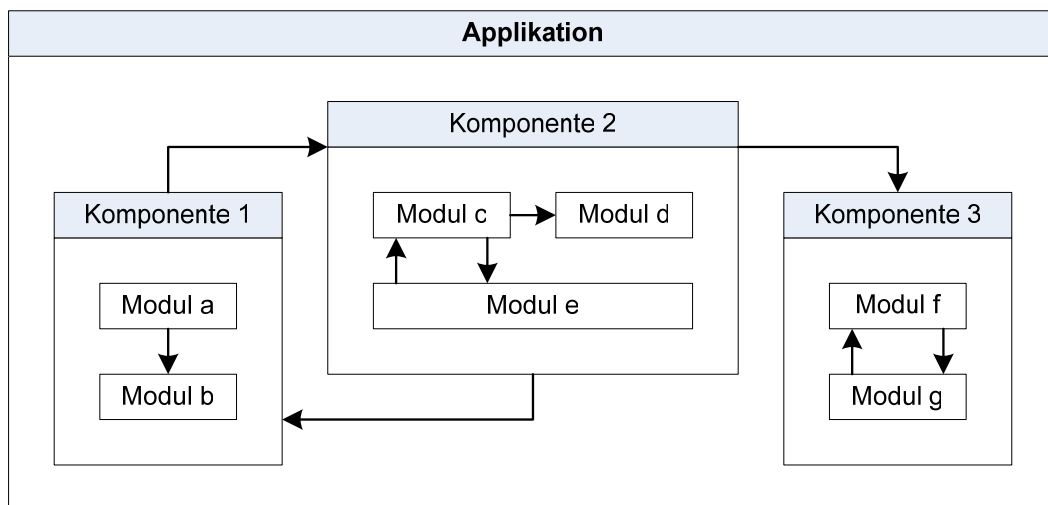 Applikation
Komponente 2
Komponente 1
Komponente 3
Modul c
Modul d
Modul e
Modul a
Modul b
Modul f
Modul g